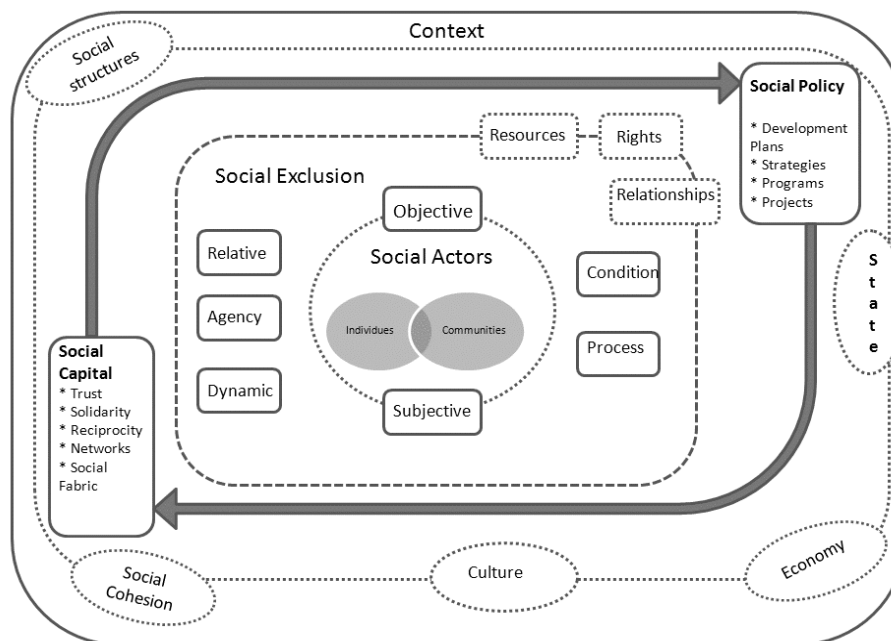 Context
Social
structures
Social Policy
* Development
Plans
* Strategies
* Programs
* Projects
Resources
Rights
Relationships
Social Exclusion
Objective
Relative
Social Actors
Condition
Agency
Individues
Communities
Process
Dynamic
Subjective
S
t
a
t
e
Social
Capital
* Trust
* Solidarity
* Reciprocity
* Networks
* Social
Fabric
Social
Cohesion
Culture
Economy